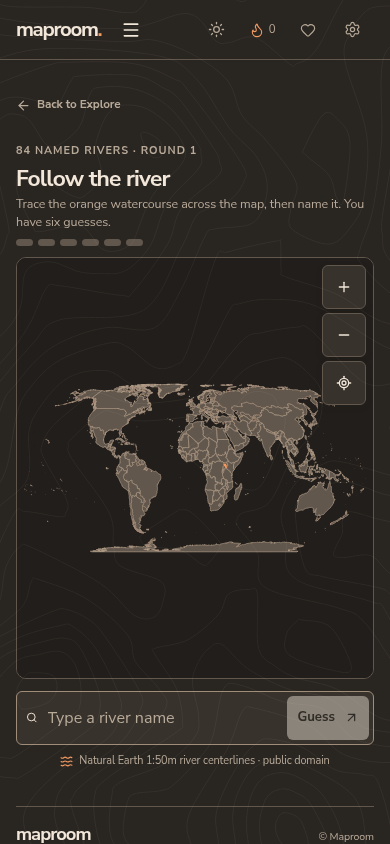 maproom.
0
Back to Explore
84 NAMED RIVERS · ROUND 1
Follow the river
Trace the orange watercourse across the map, then name it. You
have six guesses.
Type a river name
Guess
Natural Earth 1:50m river centerlines · public domain
maproom
© Maproom